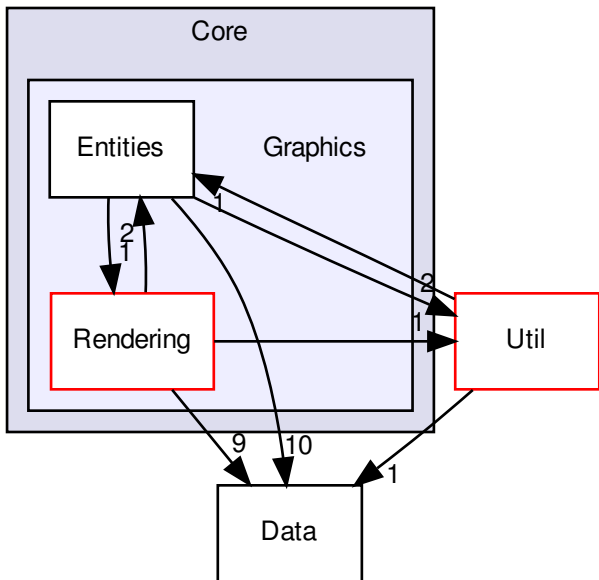 Core
Entities
Graphics
1
2
1
2
Rendering
1
Util
9
10
1
Data